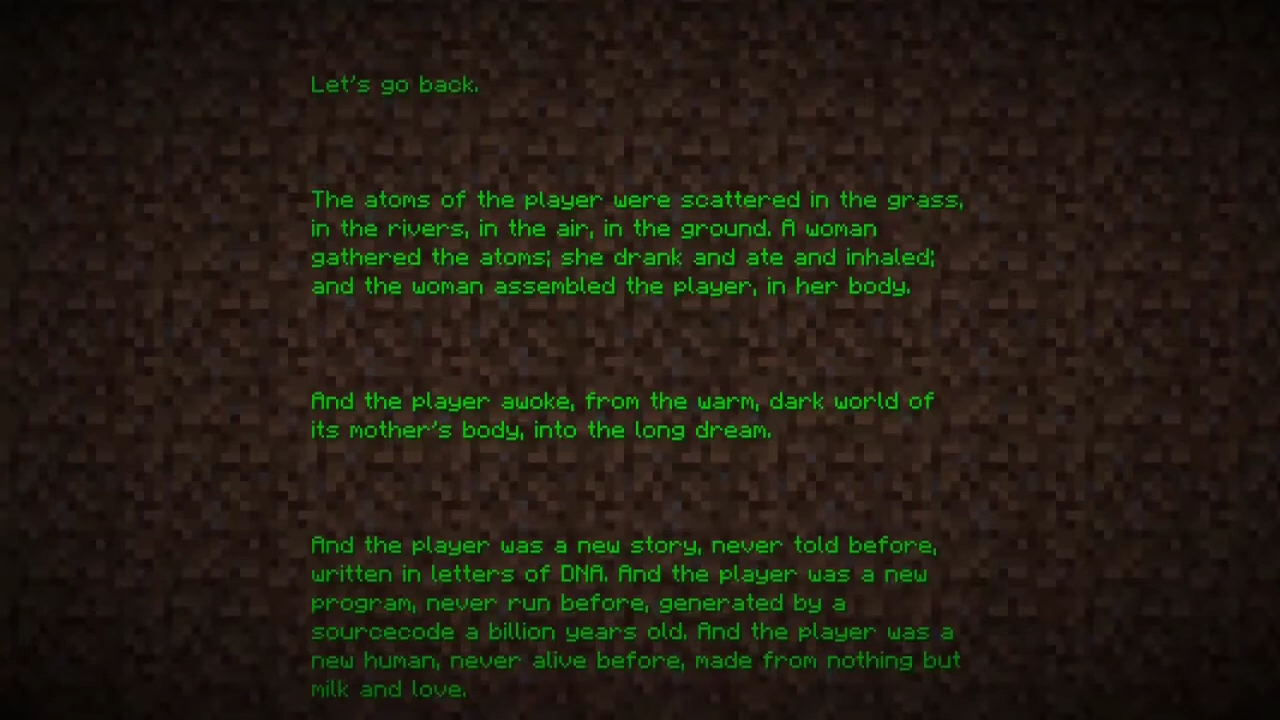 Let's go back.
The atoms of the player were scattered in the grass,
in the rivers, in the air, in the ground. A woman
gathered the atoms; she drank and ate and inhaled;
and the woman assembled the player, in her body.
And the player awoke, from the warm, dark world of
its mother's body, into the long dream.
And the player was a new story, never told before,
written in letters of DNA. And the player was a new
program, never run before, generated by a
sourcecode a billion years old. And the player was a
new human, never alive before, made from nothing but
milk and love.